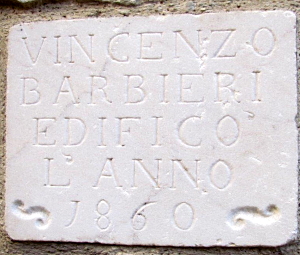 VINCENZO
BARBIERI
EDIFICO'
L'ANNO
1860